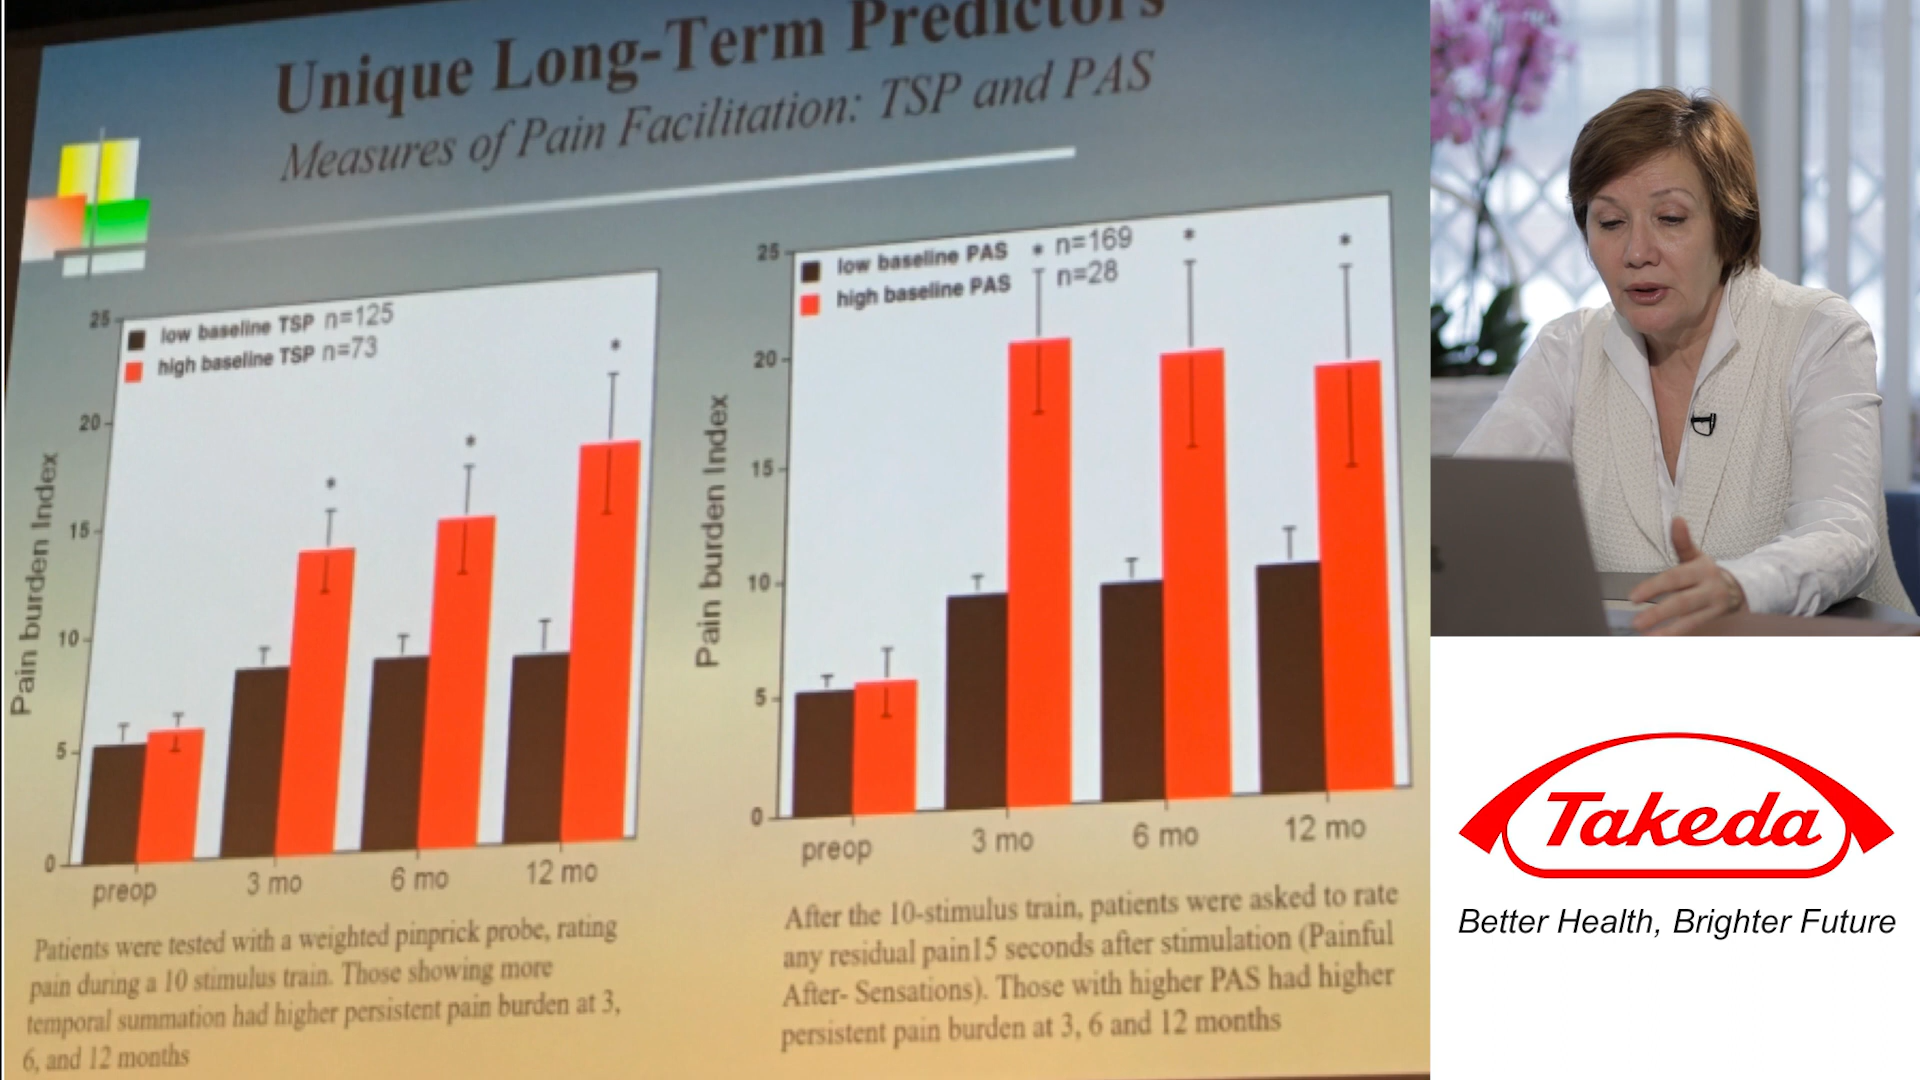 Unique Long-Term Predictors
Measures of Pain Facilitation: TSP and PAS
25
20
15
10
5
0
Pain burden Index
low baseline TSP n=125
high baseline TSP n=73
*
*
*
preop
3 mo
6 mo
12 mo
Patients were tested with a weighted pinprick probe, rating
pain during a 10 stimulus train. Those showing more
temporal summation had higher persistent pain burden at 3,
6, and 12 months
25
20
15
10
5
0
Pain burden Index
low baseline PAS n=169
high baseline PAS n=28
*
*
*
preop
3 mo
6 mo
12 mo
After the 10-stimulus train, patients were asked to rate
any residual pain15 seconds after stimulation (Painful
After- Sensations). Those with higher PAS had higher
persistent pain burden at 3, 6 and 12 months
Takeda
Better Health, Brighter Future